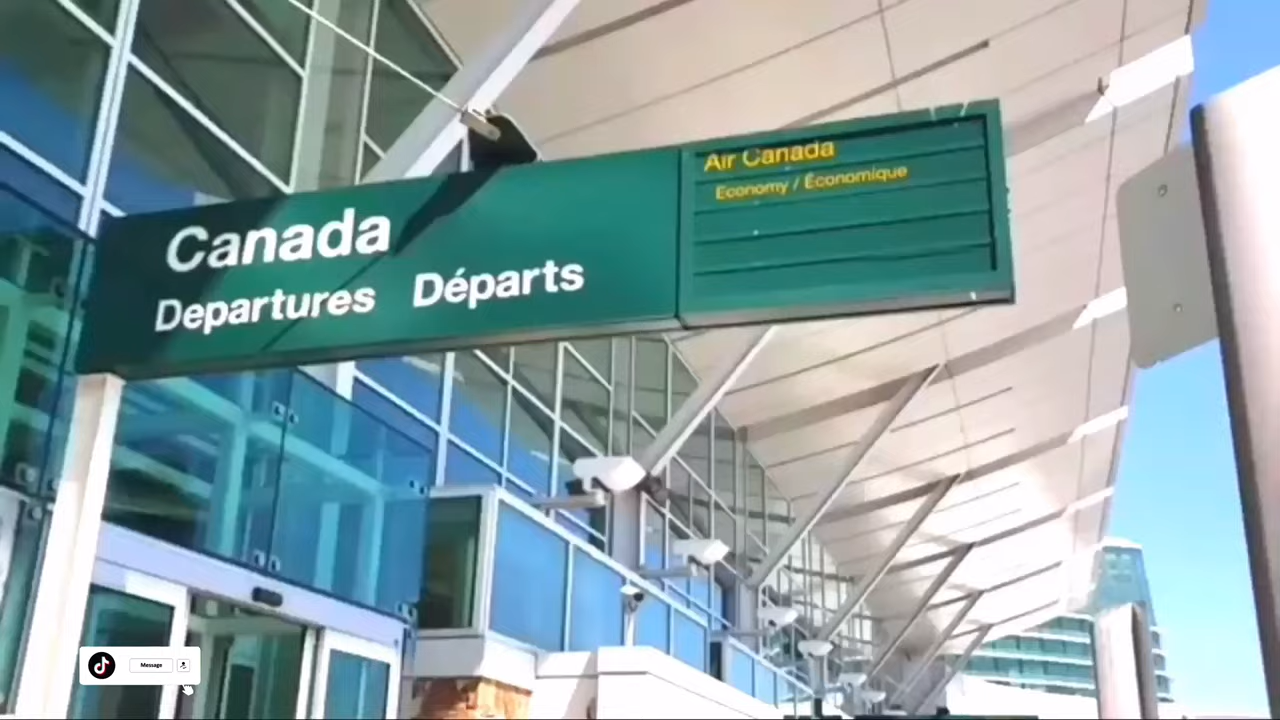 Canada
Departures Départs
Air Canada
Economy / Économique
Message